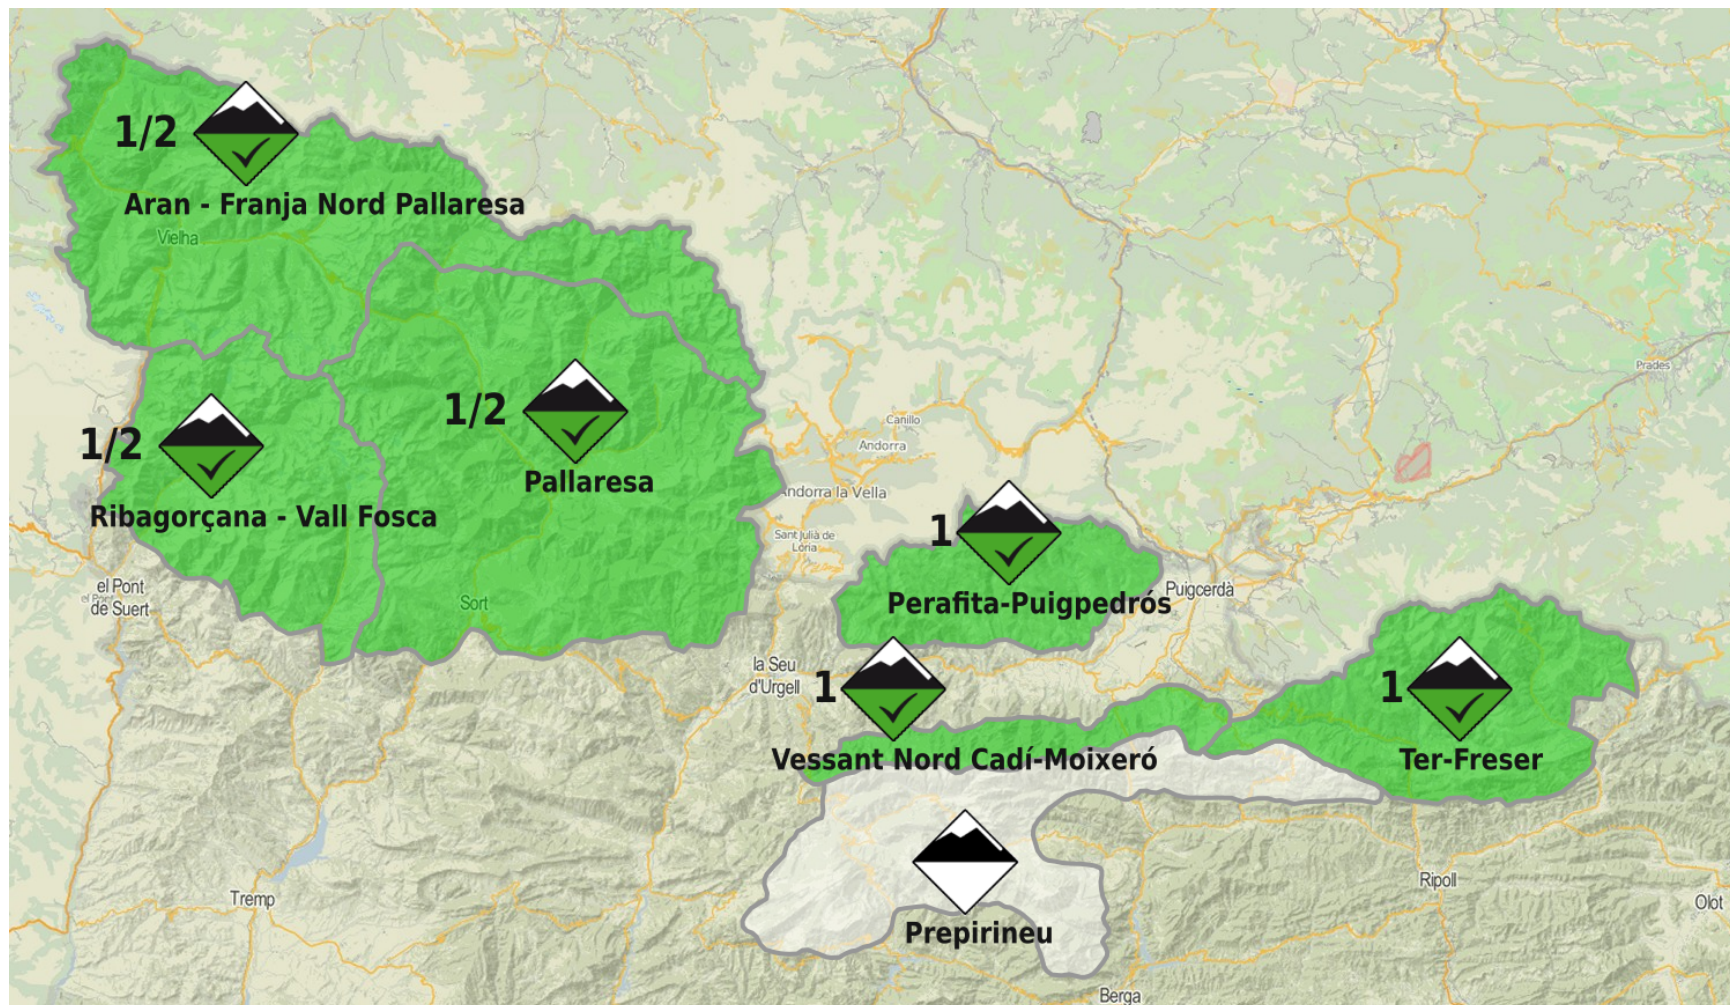 1/2
Aran - Franja Nord Pallaresa
Vielha
Prades
1/2
Pallaresa
1/2
Ribagorçana - Vall Fosca
Canillo
Andorra
Andorra la Vella
Sant Julià de
Lòria
1
Perafita-Puigpedrós
Puigcerdà
el Pont
de Suert
Sort
la Seu
d'Urgell
1
Vessant Nord Cadí-Moixeró
1
Ter-Freser
Prepirineu
Tremp
Ripoll
Olot
Berga